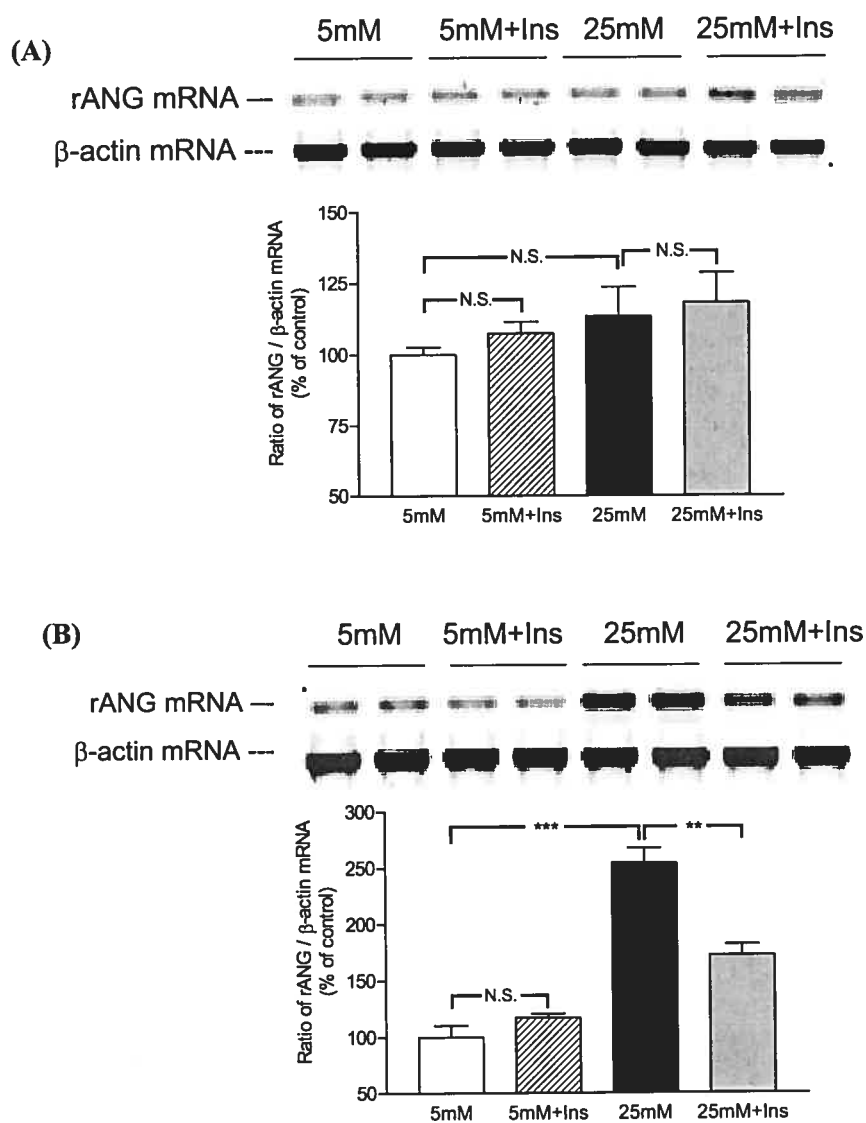 (A)
5mM 5mM+Ins 25mM 25mM+Ins
rANG mRNA —
β-actin mRNA ---
Ratio of rANG / β-actin mRNA
(% of control)
150
125
100
75
50
N.S.
N.S.
N.S.
5mM 5mM+Ins 25mM 25mM+Ins
(B)
5mM 5mM+Ins 25mM 25mM+Ins
rANG mRNA —
β-actin mRNA ---
Ratio of rANG / β-actin mRNA
(% of control)
300
250
200
150
100
50
*** **
N.S.
5mM 5mM+Ins 25mM 25mM+Ins